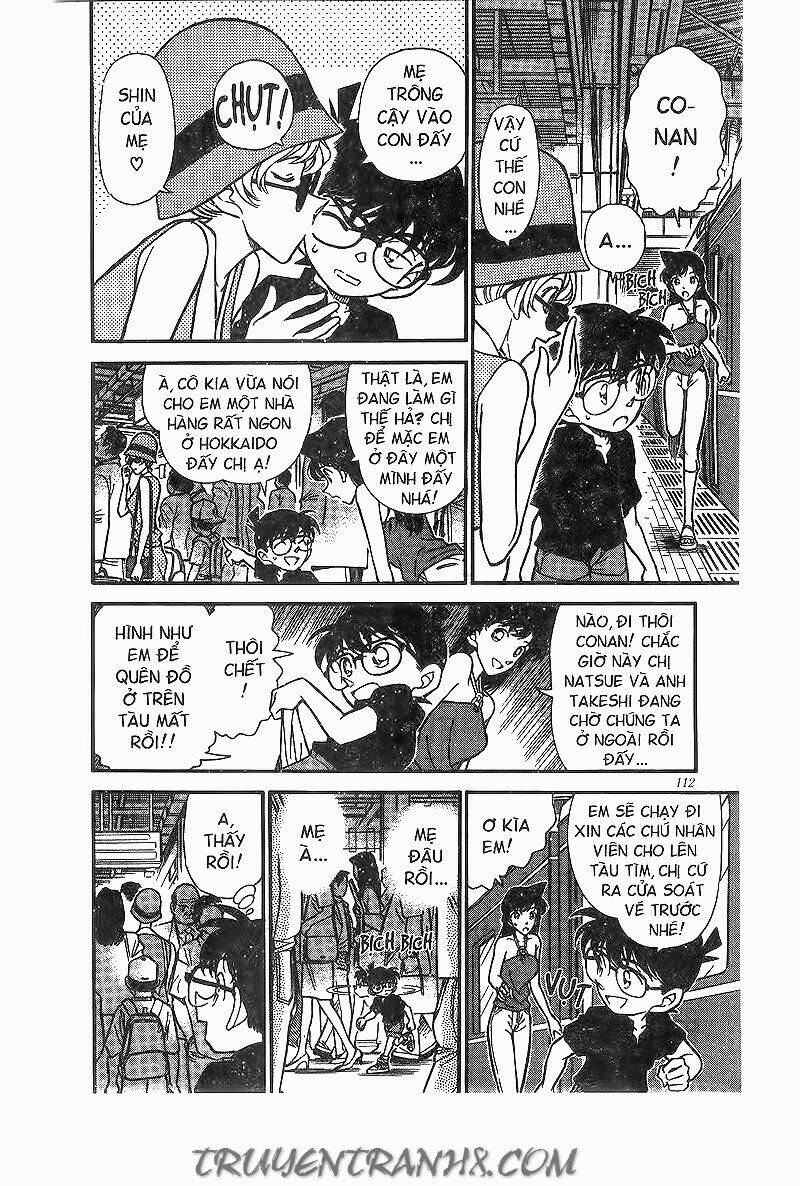 CO-
NAN!
A...
BỊCH
BỊCH
VẬY
CỨ THẾ
CON
NHÉ
...
MẸ
TRÔNG
CẬY VÀO
CON ĐẤY
...
CHỤT!
SHIN
CỦA
MẸ
♡
THẬT LÀ, EM
ĐANG LÀM GÌ
THẾ HẢ? CHỊ
ĐỂ MẶC EM
Ở ĐÂY MỘT
MÌNH ĐẤY
NHÁ!
À, CÔ KIA VỪA NÓI
CHO EM MỘT NHÀ
HÀNG RẤT NGON
Ở HOKKAIDO
ĐẤY CHỊ Ạ!
NÀO, ĐI THÔI
CONAN! CHẮC
GIỜ NÀY CHỊ
NATSUE VÀ ANH
TAKESHI ĐANG
CHỜ CHÚNG TA
Ở NGOÀI RỒI
ĐẤY...
THÔI
CHẾT
!
HÌNH NHƯ
EM ĐỂ
QUÊN ĐỒ
Ở TRÊN
TÀU MẤT
RỒI!!
112
EM SẼ CHẠY ĐI
XIN CÁC CHÚ NHÂN
VIÊN CHO LÊN
TÀU TÌM, CHỊ CỨ
RA CỬA SOÁT
VÉ TRƯỚC
NHÉ!
Ơ KÌA
EM!
VỤT
MẸ
ĐÂU
RỒI...
MẸ
À...
BỊCH BỊCH
A,
THẤY
RỒI!
TRUYENTRANH8.COM